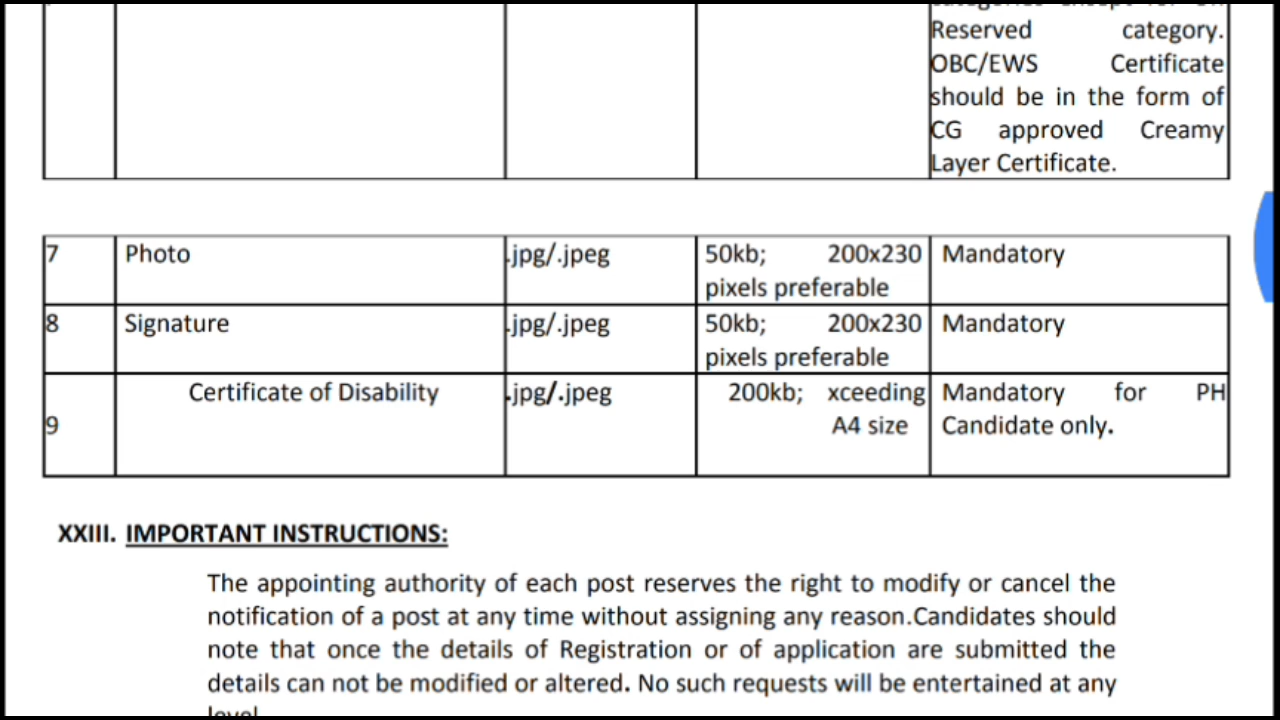 Reserved category.
OBC/EWS Certificate
should be in the form of
CG approved Creamy
Layer Certificate.
7 Photo .jpg/.jpeg 50kb; 200x230 Mandatory
pixels preferable
8 Signature .jpg/.jpeg 50kb; 200x230 Mandatory
pixels preferable
Certificate of Disability .jpg/.jpeg 200kb; xceeding Mandatory for PH
9 A4 size Candidate only.
XXIII. IMPORTANT INSTRUCTIONS:
The appointing authority of each post reserves the right to modify or cancel the
notification of a post at any time without assigning any reason.Candidates should
note that once the details of Registration or of application are submitted the
details can not be modified or altered. No such requests will be entertained at any